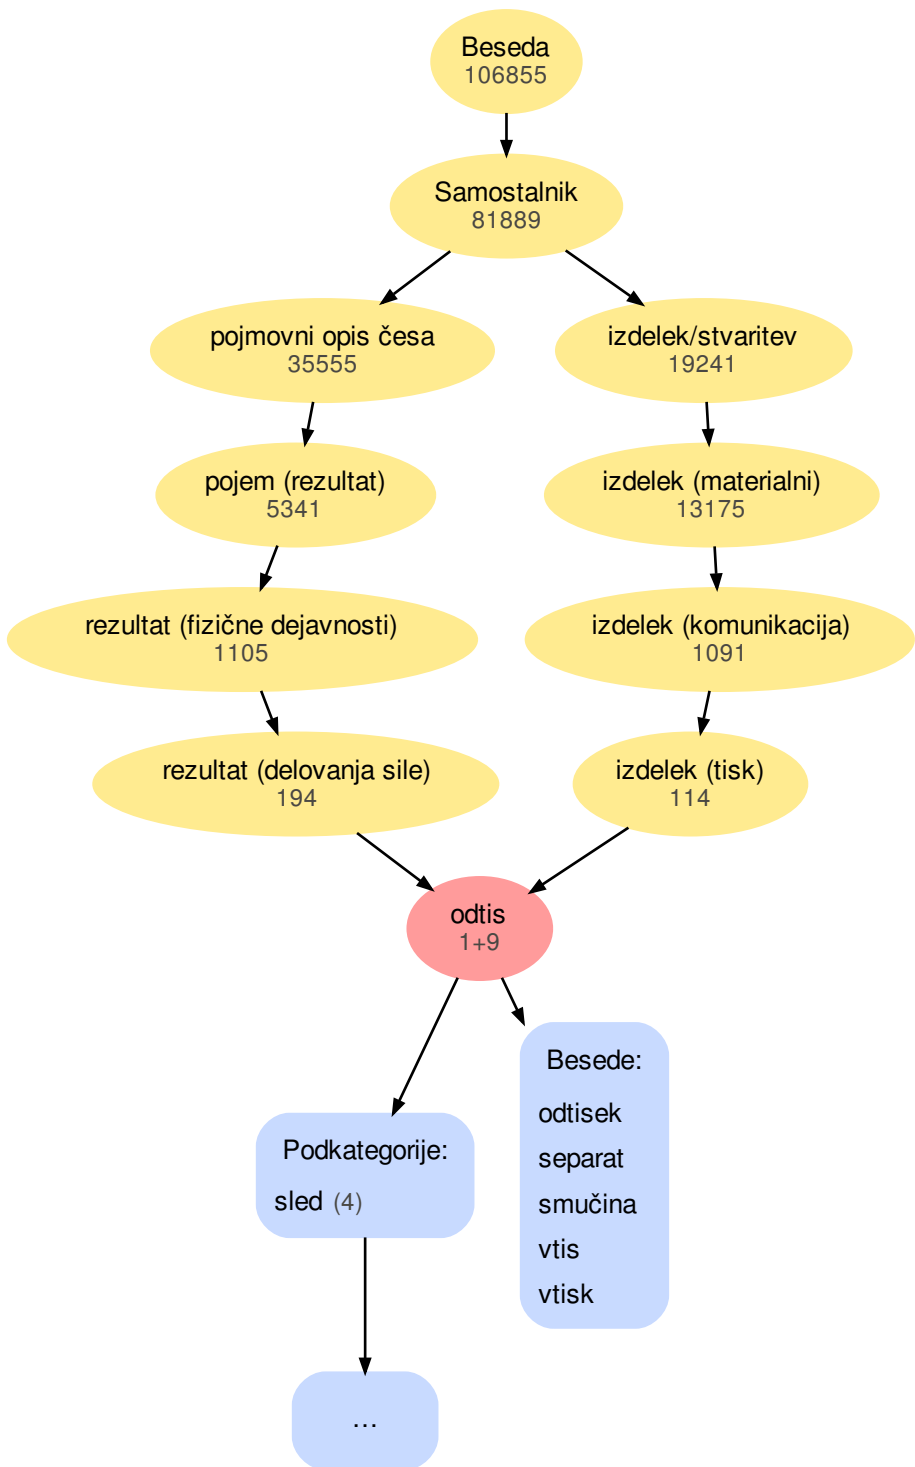 Beseda
106855
Samostalnik
81889
pojmovni opis česa
35555
izdelek/stvaritev
19241
pojem (rezultat)
5341
izdelek (materialni)
13175
rezultat (fizične dejavnosti)
1105
izdelek (komunikacija)
1091
rezultat (delovanja sile)
194
izdelek (tisk)
114
odtis
1+9
Podkategorije:
sled (4)
Besede:
odtisek
separat
smučina
vtis
vtisk
…